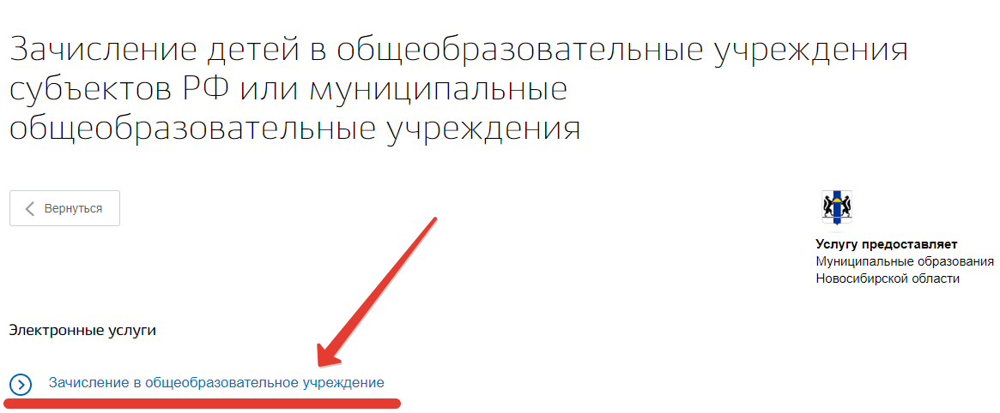 Зачисление детей в общеобразовательные учреждения
субъектов РФ или муниципальные
общеобразовательные учреждения
Вернуться
Услугу предоставляет
Муниципальные образования
Новосибирской области
Электронные услуги
Зачисление в общеобразовательное учреждение